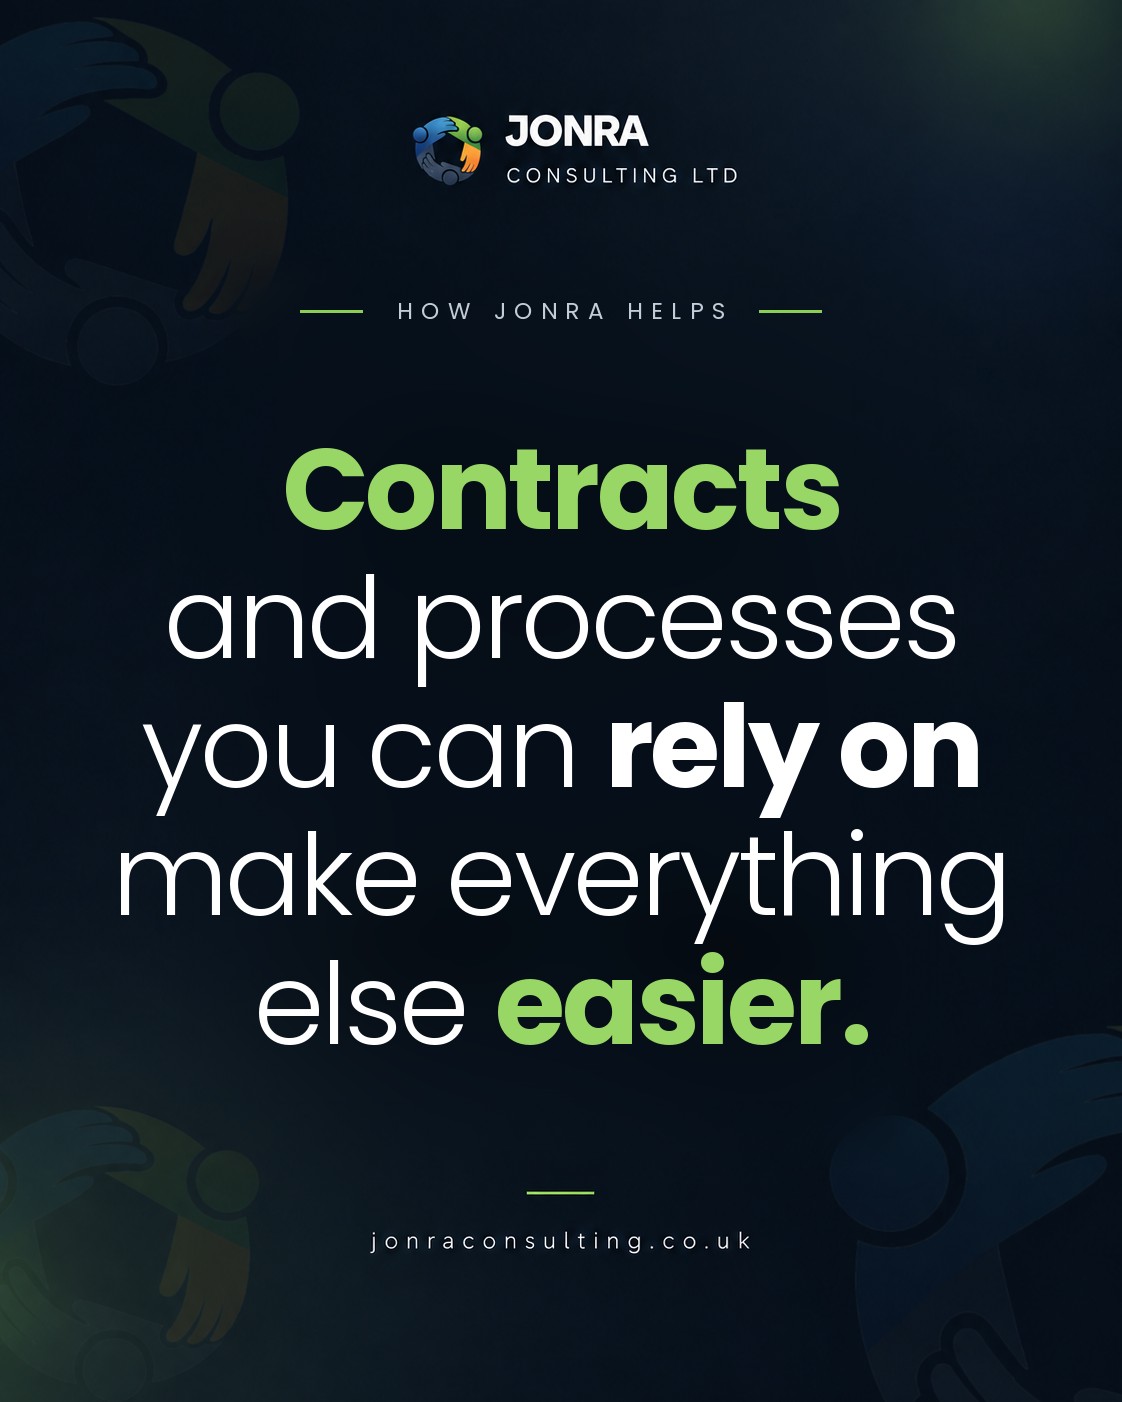 JONRA
CONSULTING LTD
HOW JONRA HELPS
Contracts
and processes
you can rely on
make everything
else easier.
jonraconsulting.co.uk